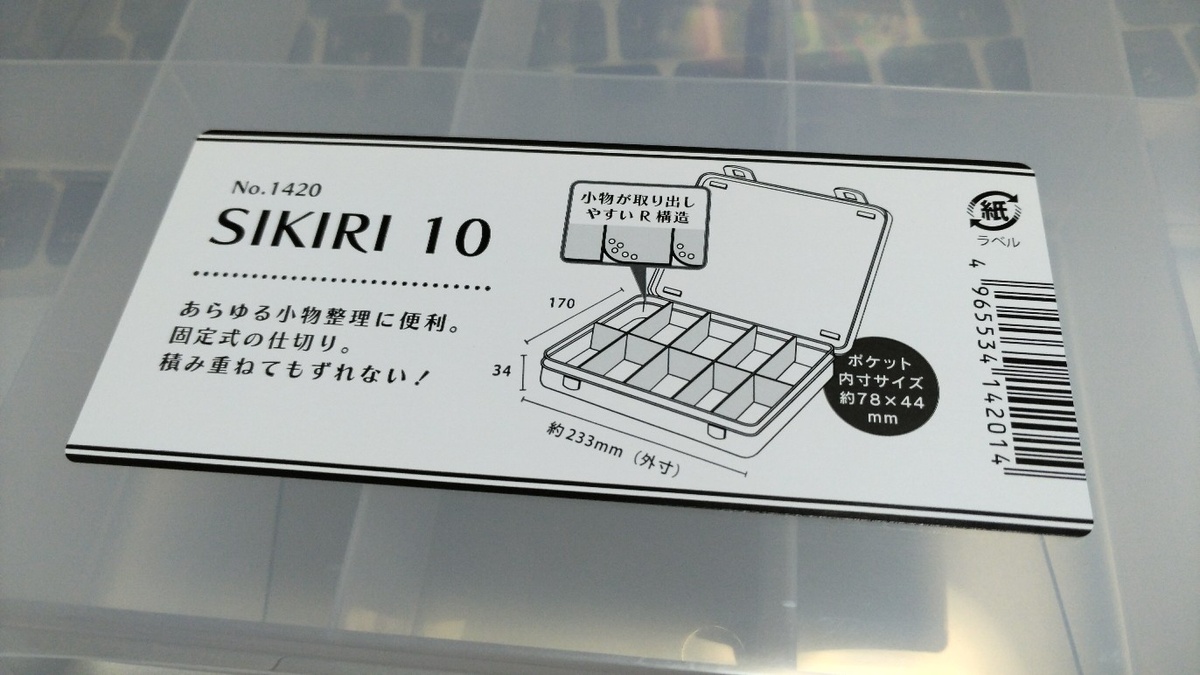 No.1420
SIKIRI 10
あらゆる小物整理に便利。
固定式の仕切り。
積み重ねてもずれない！
小物が取り出し
やすいR構造
170
34
約233mm（外寸）
ポケット
内寸サイズ
約78×44
mm
紙
ラベル
4 965534 142014